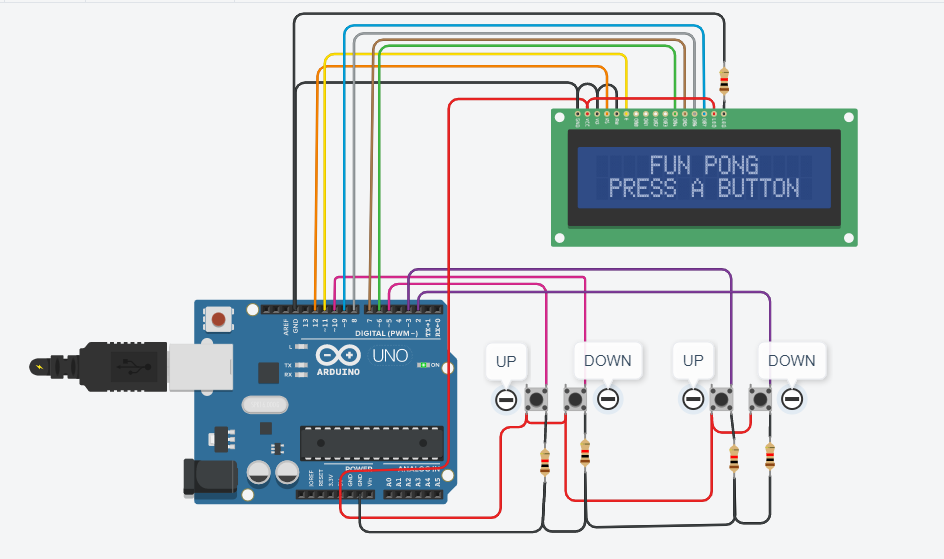 FUN PONG
PRESS A BUTTON
AREF
GND
13
12
~11
~10
~9
8
7
~6
~5
4
~3
2
TX→1
RX←0
DIGITAL (PWM~)
L
TX
RX
ARDUINO
UNO
ON
UP
DOWN
UP
DOWN
POWER
ANALOG IN
IOREF
RESET
3.3V
GND
GND
Vin
A0
A1
A2
A3
A4
A5